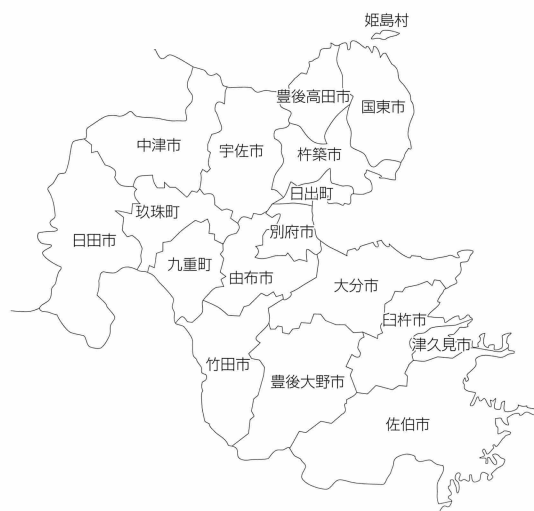 姫島村
豊後高田市
国東市
中津市
宇佐市
杵築市
日出町
玖珠町
別府市
日田市
九重町
由布市
大分市
臼杵市
津久見市
竹田市
豊後大野市
佐伯市